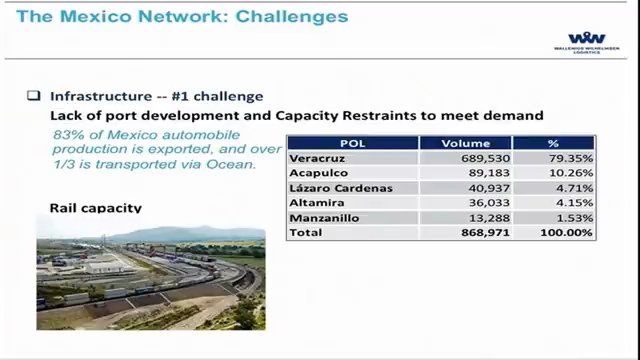 The Mexico Network: Challenges
WALLENIUS WILHELMSEN
LOGISTICS
Infrastructure -- #1 challenge
Lack of port development and Capacity Restraints to meet demand
83% of Mexico automobile
production is exported, and over
1/3 is transported via Ocean.
POL Volume %
Veracruz 689,530 79.35%
Acapulco 89,183 10.26%
Lázaro Cardenas 40,937 4.71%
Altamira 36,033 4.15%
Manzanillo 13,288 1.53%
Total 868,971 100.00%
Rail capacity